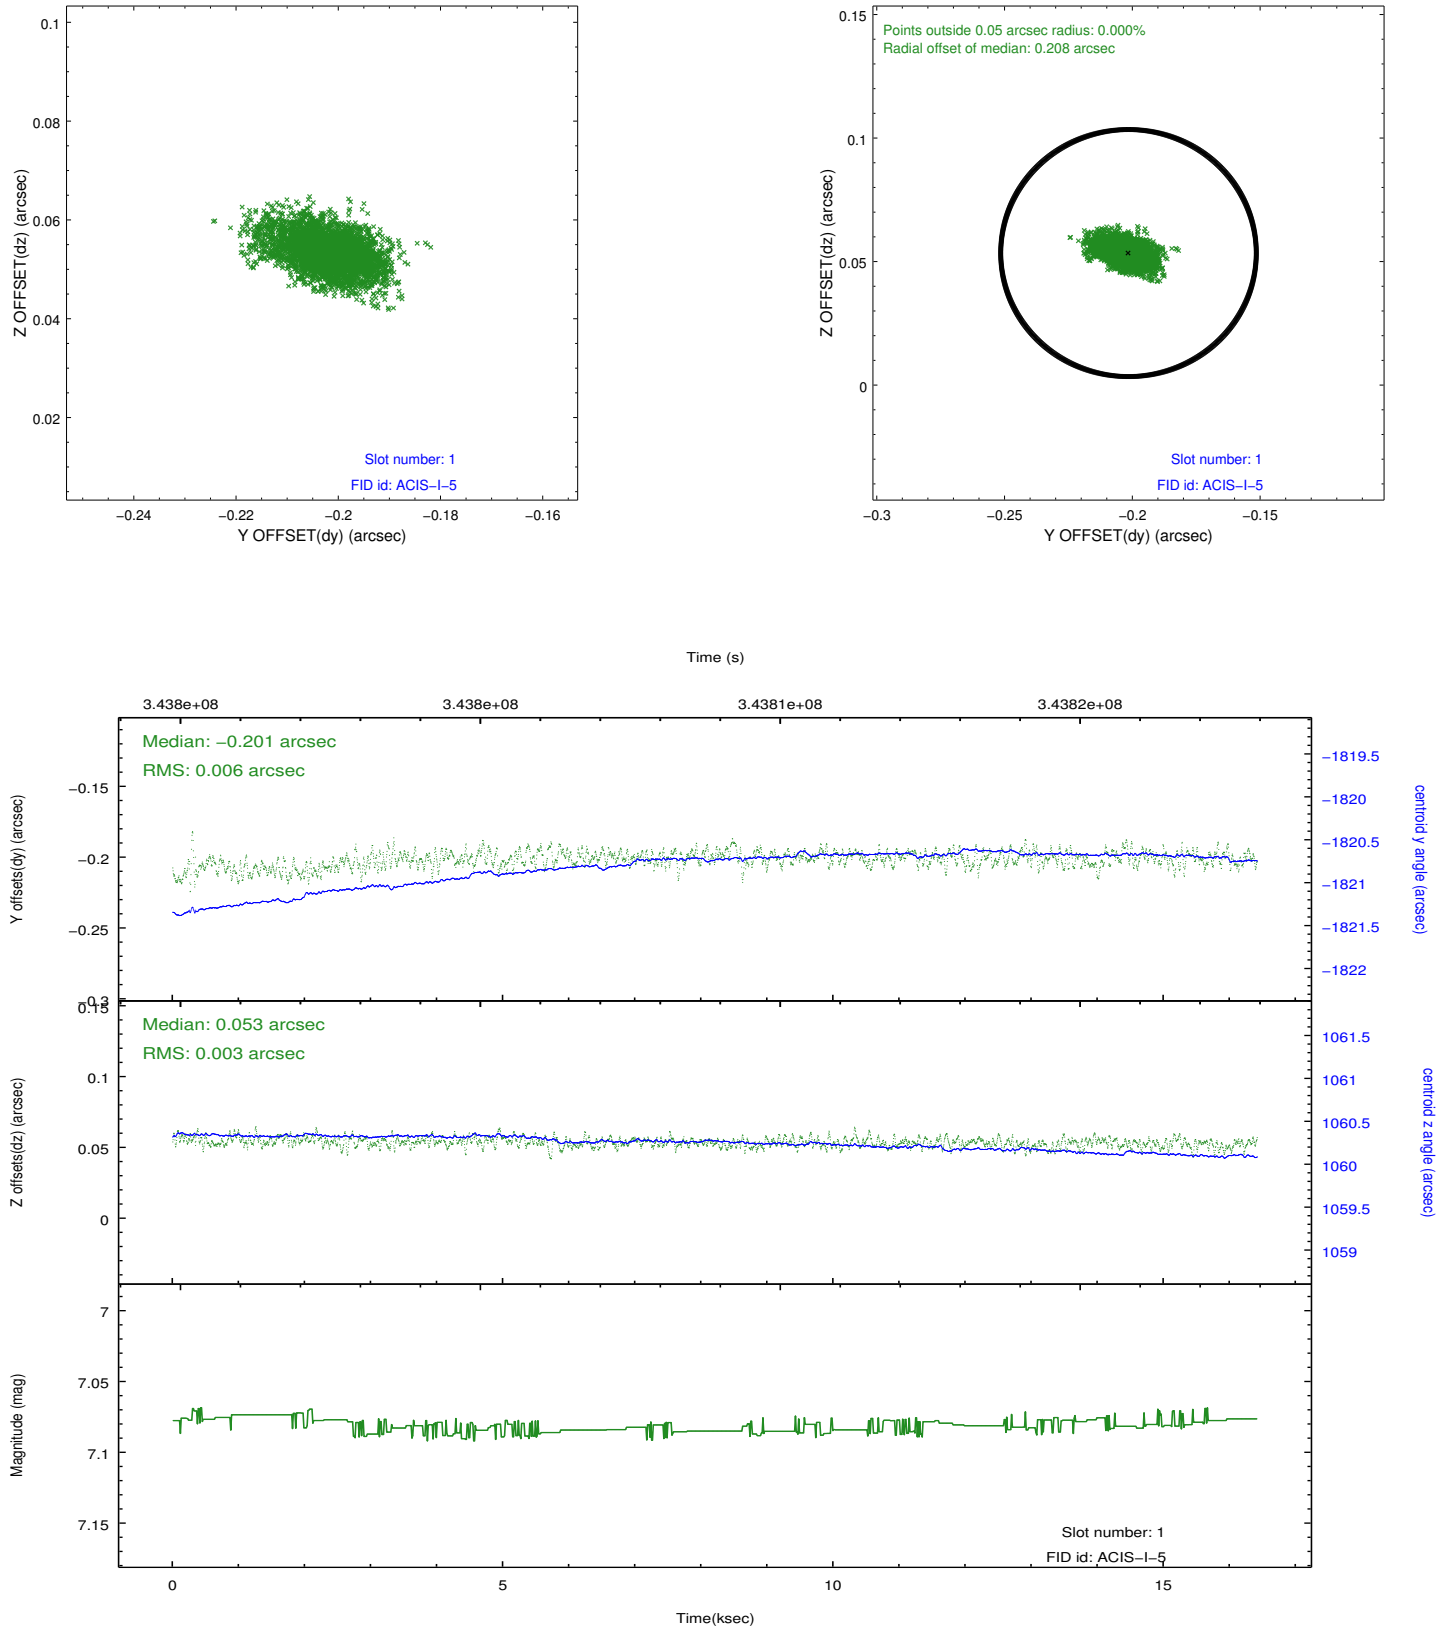 0.1
0.08
0.06
0.04
0.02
Z OFFSET(dz) (arcsec)
Slot number: 1
FID id: ACIS−I−5
−0.24 −0.22 −0.2 −0.18 −0.16
Y OFFSET(dy) (arcsec)
Points outside 0.05 arcsec radius: 0.000%
Radial offset of median: 0.208 arcsec
0.15
0.1
0.05
0
Z OFFSET(dz) (arcsec)
Slot number: 1
FID id: ACIS−I−5
−0.3 −0.25 −0.2 −0.15
Y OFFSET(dy) (arcsec)
Time (s)
3.438e+08 3.438e+08 3.4381e+08 3.4382e+08
Median: −0.201 arcsec
RMS: 0.006 arcsec
−0.15
−0.2
−0.25
−0.3
Y offsets(dy) (arcsec)
−1819.5
−1820
−1820.5
−1821
−1821.5
−1822
centroid y angle (arcsec)
Median: 0.053 arcsec
RMS: 0.003 arcsec
0.15
0.1
0.05
0
Z offsets(dz) (arcsec)
1061.5
1061
1060.5
1060
1059.5
1059
centroid z angle (arcsec)
7
7.05
7.1
7.15
Magnitude (mag)
Slot number: 1
FID id: ACIS−I−5
0 5 10 15
Time(ksec)